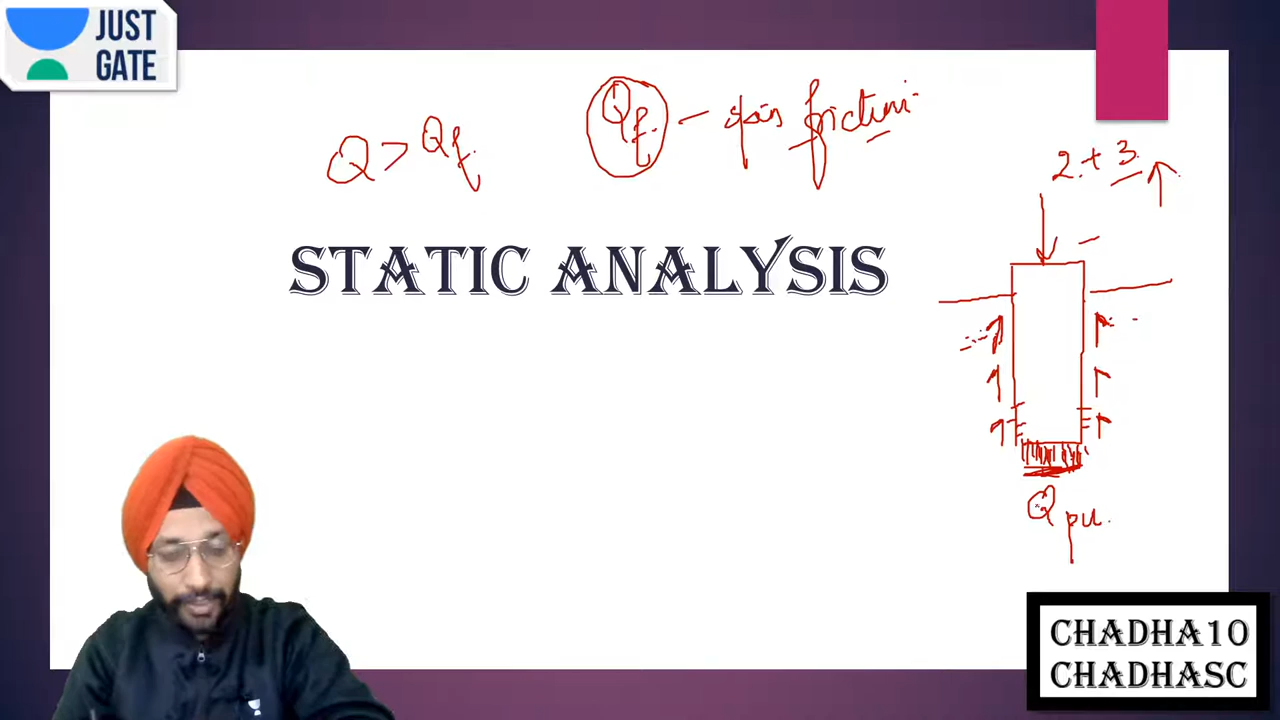 JUST
GATE
Q > Qf
Qf - skin friction
2 + 3 ↑
STATIC ANALYSIS
Qpu.
CHADHA10
CHADHASC